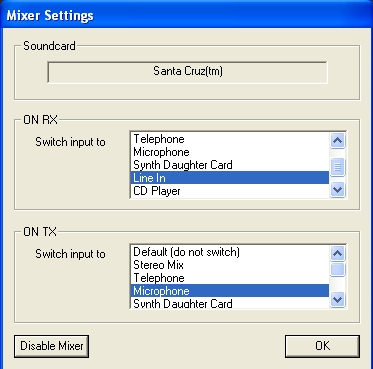 Mixer Settings
Soundcard
Santa Cruz(tm)
ON RX
Switch input to
Telephone
Microphone
Synth Daughter Card
Line In
CD Player
ON TX
Switch input to
Default (do not switch)
Stereo Mix
Telephone
Microphone
Synth Daughter Card
Disable Mixer
OK